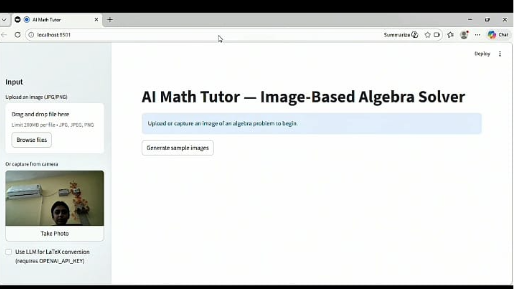 AI Math Tutor
localhost:8501
Summarize
Chat
Deploy
Input
Upload an image (JPG/PNG)
Drag and drop file here
Limit 200MB per file • JPG, JPEG, PNG
Browse files
Or capture from camera
Take Photo
Use LLM for LaTeX conversion
(requires OPENAI_API_KEY)
AI Math Tutor — Image-Based Algebra Solver
Upload or capture an image of an algebra problem to begin.
Generate sample images